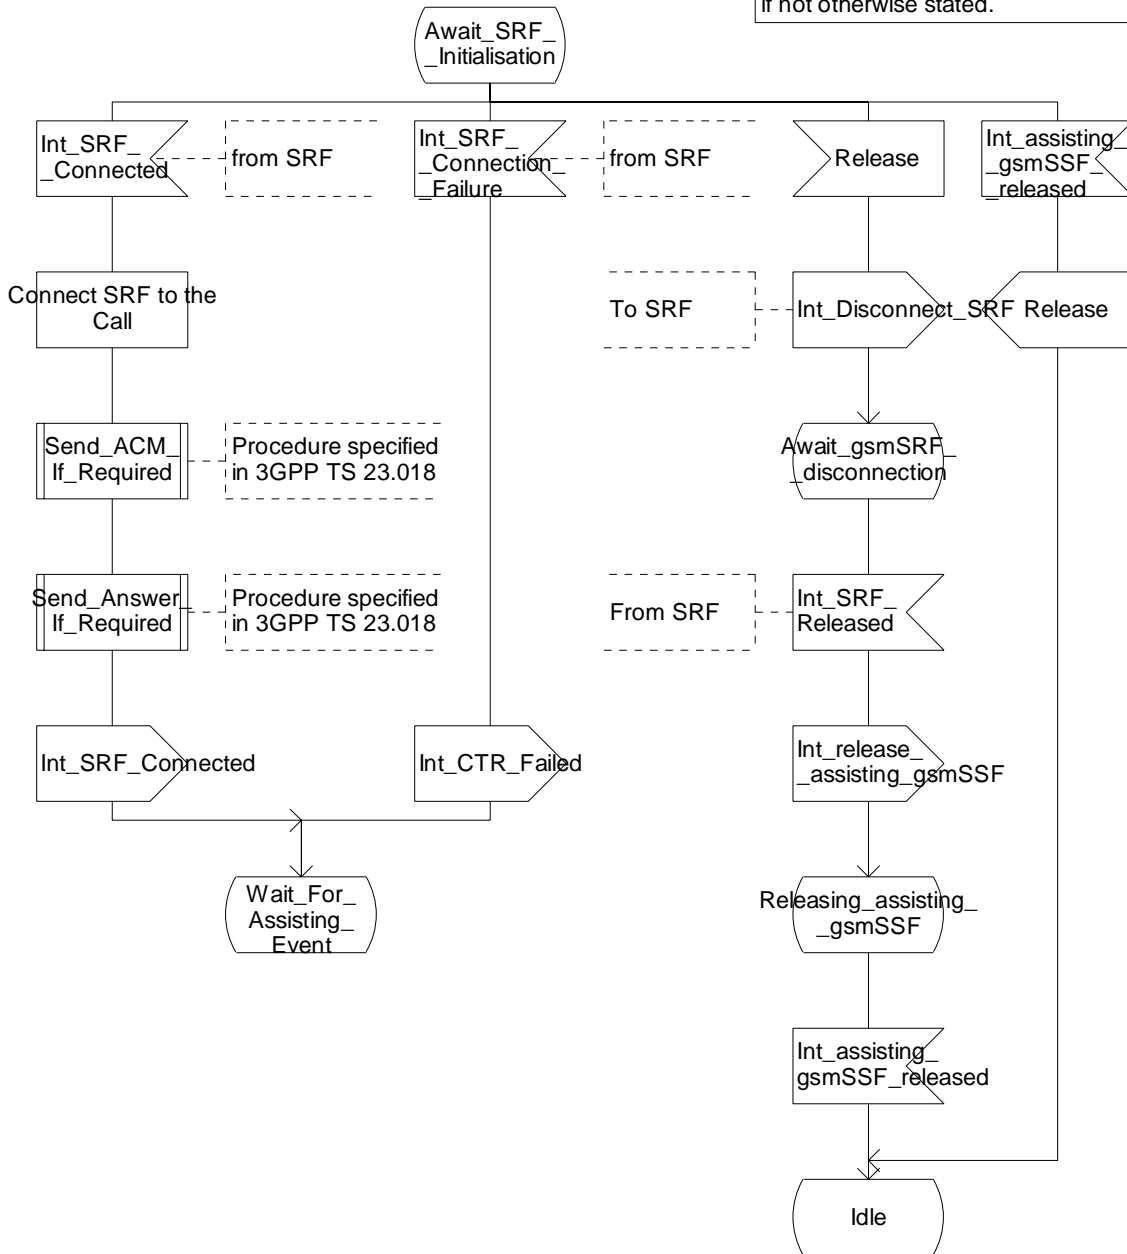 if not otherwise stated.
Await_SRF_
_Initialisation
Int_SRF_
_Connected
from SRF
Int_SRF_
_Connection_
_Failure
from SRF
Release
Int_assisting_
_gsmSSF_
_released
Connect SRF to the
Call
To SRF
Int_Disconnect_SRF
Release
Send_ACM_
If_Required
Procedure specified
in 3GPP TS 23.018
Await_gsmSRF_
_disconnection
Send_Answer_
If_Required
Procedure specified
in 3GPP TS 23.018
From SRF
Int_SRF_
Released
Int_SRF_Connected
Int_CTR_Failed
Int_release_
_assisting_gsmSSF
Wait_For_
Assisting_
Event
Releasing_assisting_
_gsmSSF
Int_assisting_
gsmSSF_released
Idle